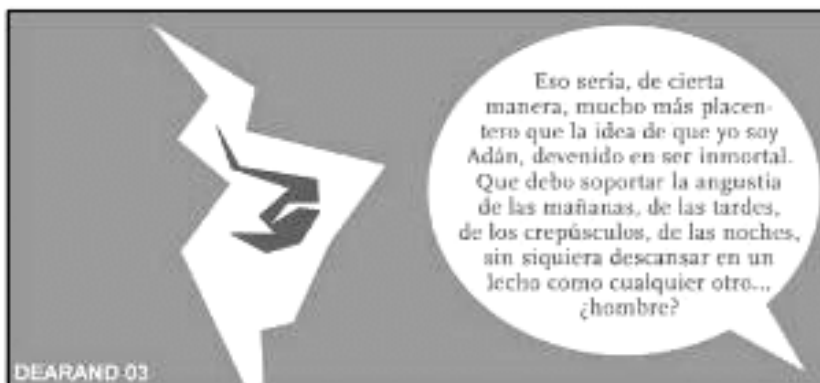 Eso sería, de cierta
manera, mucho más placen-
tero que la idea de que yo soy
Adán, devenido en ser inmortal.
Que debo soportar la angustia
de las mañanas, de las tardes,
de los crepúsculos, de las noches,
sin siquiera descansar en un
lecho como cualquier otro...
¿hombre?
DEARAND 03